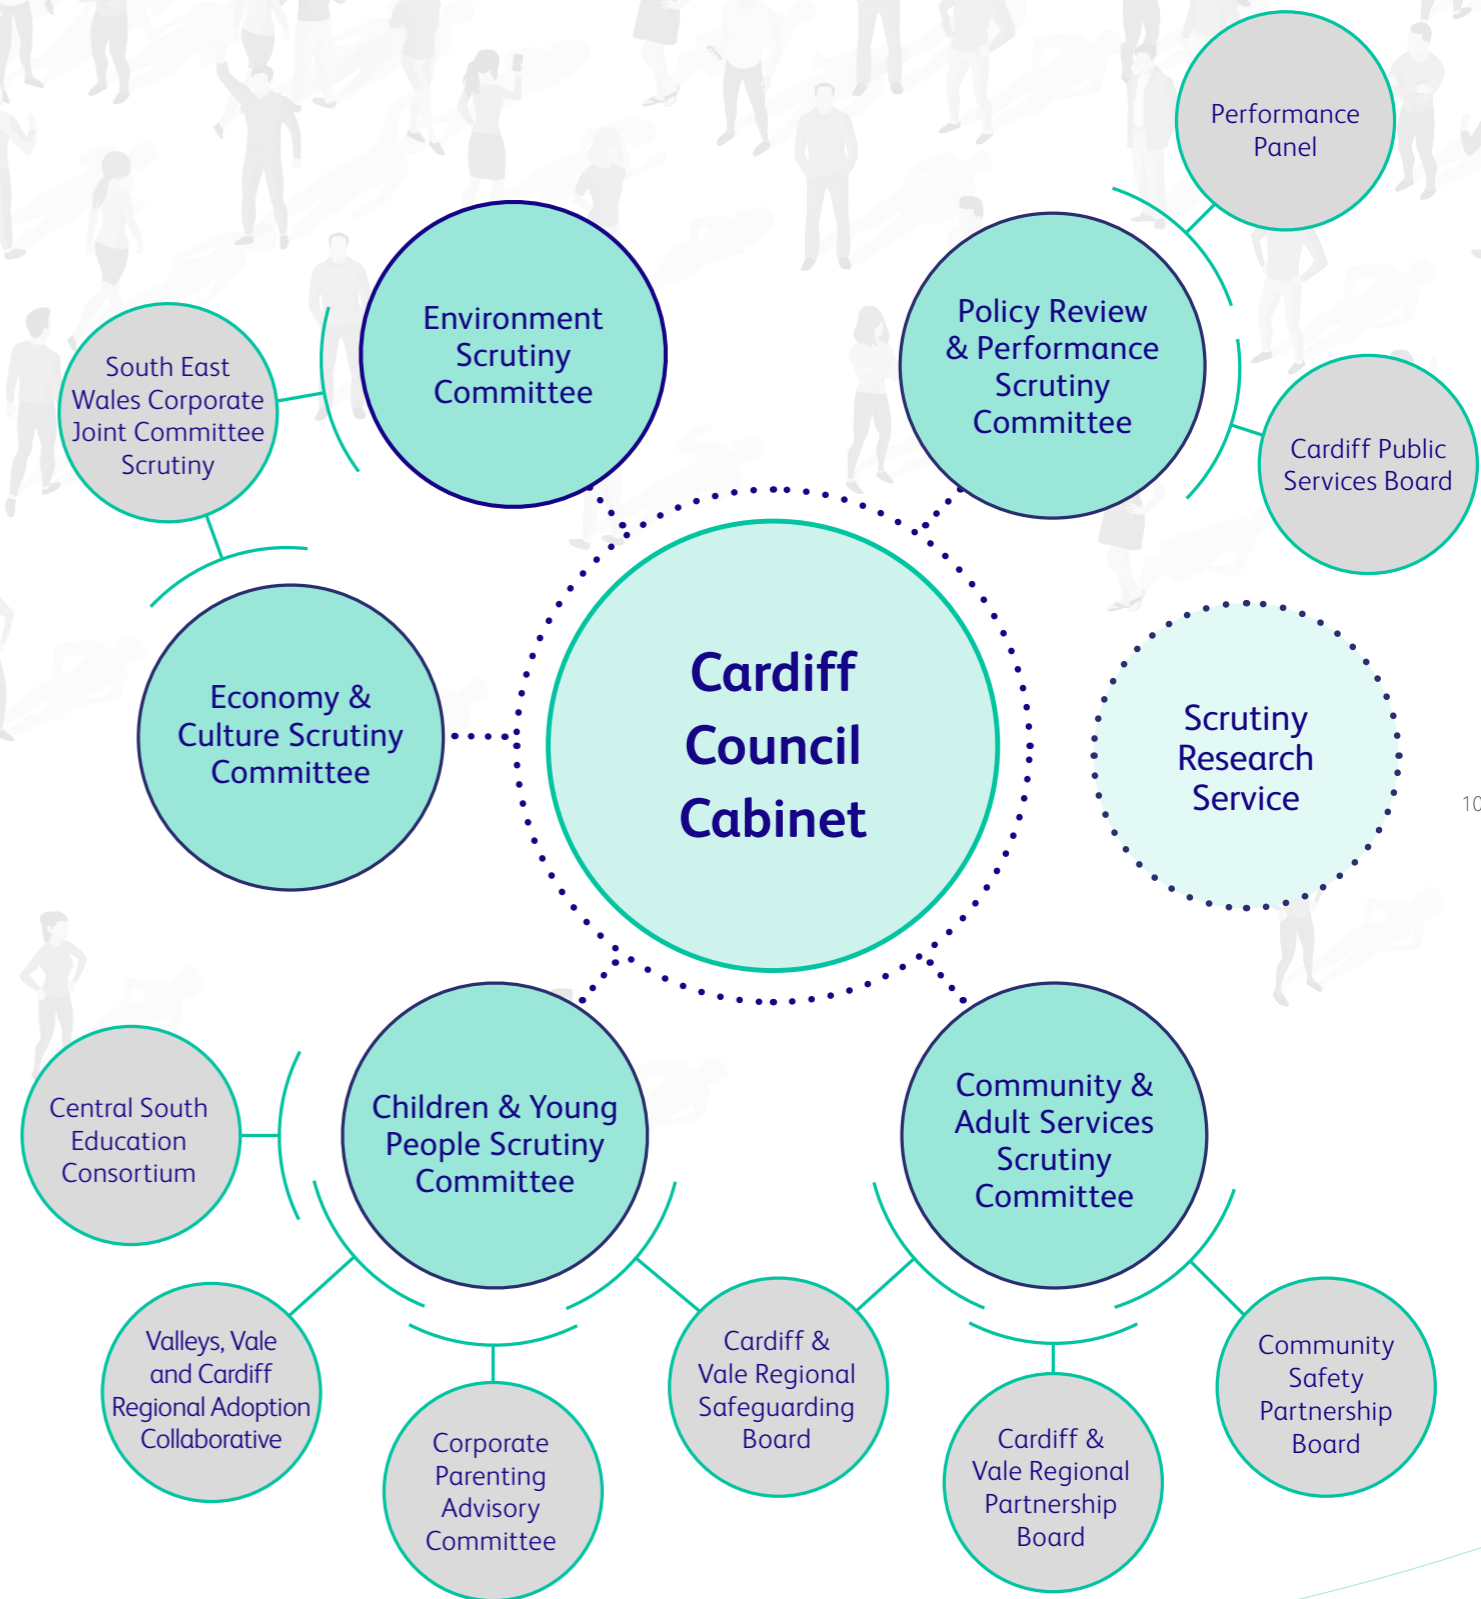 Performance
Panel
Environment
Scrutiny
Committee
Policy Review
& Performance
Scrutiny
Committee
South East
Wales Corporate
Joint Committee
Scrutiny
Cardiff Public
Services Board
Economy &
Culture Scrutiny
Committee
Cardiff
Council
Cabinet
Scrutiny
Research
Service
10
Central South
Education
Consortium
Children & Young
People Scrutiny
Committee
Community &
Adult Services
Scrutiny
Committee
Valleys, Vale
and Cardiff
Regional Adoption
Collaborative
Corporate
Parenting
Advisory
Committee
Cardiff &
Vale Regional
Safeguarding
Board
Cardiff &
Vale Regional
Partnership
Board
Community
Safety
Partnership
Board